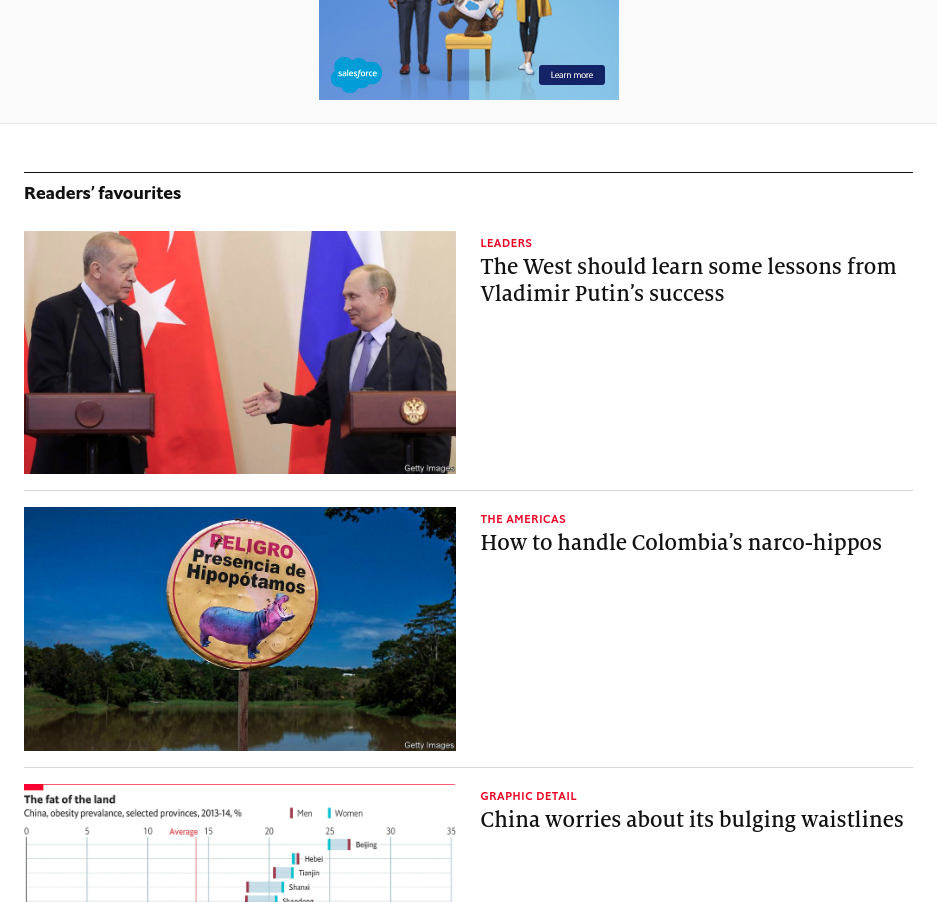 salesforce
Learn more
Readers' favourites
LEADERS
The West should learn some lessons from
Vladimir Putin's success
Getty Images
THE AMERICAS
How to handle Colombia's narco-hippos
PELIGRO
Presencia de
Hipopótamos
Getty Images
GRAPHIC DETAIL
China worries about its bulging waistlines
The fat of the land
China, obesity prevalance, selected provinces, 2013-14, %
Men
Women
0 5 10 Average 15 20 25 30 35
Beijing
Hebei
Tianjin
Shanxi
Shandong